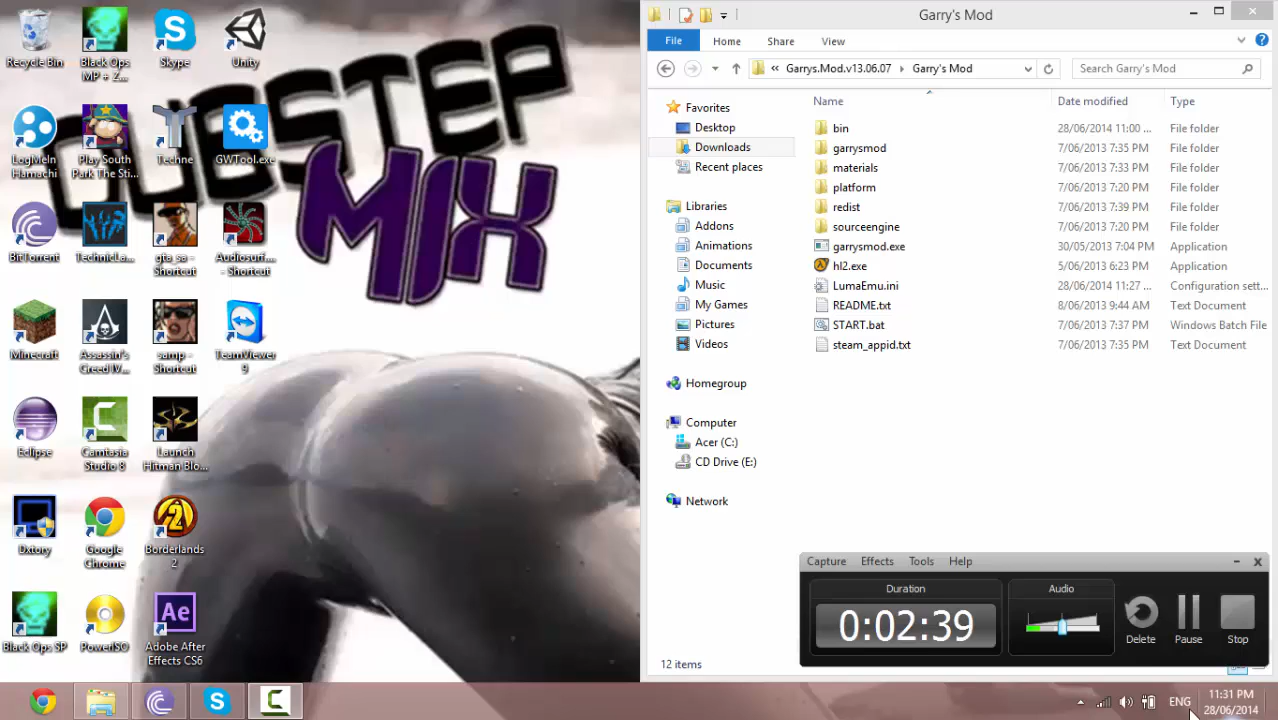 Recycle Bin
Black Ops
MP + Z...
Skype
Unity
LogMeIn
Hamachi
Play South
Park The Sti...
Techne
GWTool.exe
BitTorrent
TechnicLa...
gta_sa -
Shortcut
Audiosurf...
- Shortcut
Minecraft
Assassin's
Creed IV...
samp -
Shortcut
TeamViewer
9
Eclipse
Camtasia
Studio 8
Launch
Hitman Blo...
Dxtory
Google
Chrome
Borderlands
2
Black Ops SP
PowerISO
Ae
Adobe After
Effects CS6
DUBSTEP
MIX
Garry's Mod
File Home Share View
« Garrys.Mod.v13.06.07 Garry's Mod
Search Garry's Mod
Favorites
Desktop
Downloads
Recent places
Libraries
Addons
Animations
Documents
Music
My Games
Pictures
Videos
Homegroup
Computer
Acer (C:)
CD Drive (E:)
Network
Name Date modified Type
bin 28/06/2014 11:00 ... File folder
garrysmod 7/06/2013 7:35 PM File folder
materials 7/06/2013 7:33 PM File folder
platform 7/06/2013 7:20 PM File folder
redist 7/06/2013 7:39 PM File folder
sourceengine 7/06/2013 7:20 PM File folder
garrysmod.exe 30/05/2013 7:04 PM Application
hl2.exe 5/06/2013 6:23 PM Application
LumaEmu.ini 28/06/2014 11:27 ... Configuration sett...
README.txt 8/06/2013 9:44 AM Text Document
START.bat 7/06/2013 7:37 PM Windows Batch File
steam_appid.txt 7/06/2013 7:35 PM Text Document
12 items
Capture Effects Tools Help
Duration
0:02:39
Audio
Delete
Pause
Stop
ENG
11:31 PM
28/06/2014